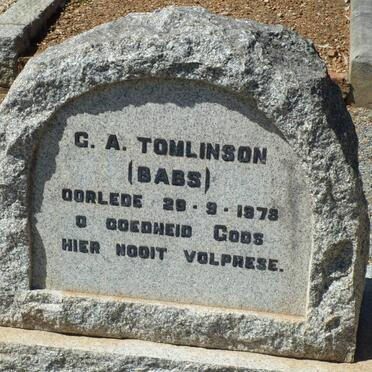 G. A. TOMLINSON
(BABS)
OORLEDE 29-9-1978
O GOEDHEID GODS
HIER NOOIT VOLPRESE.